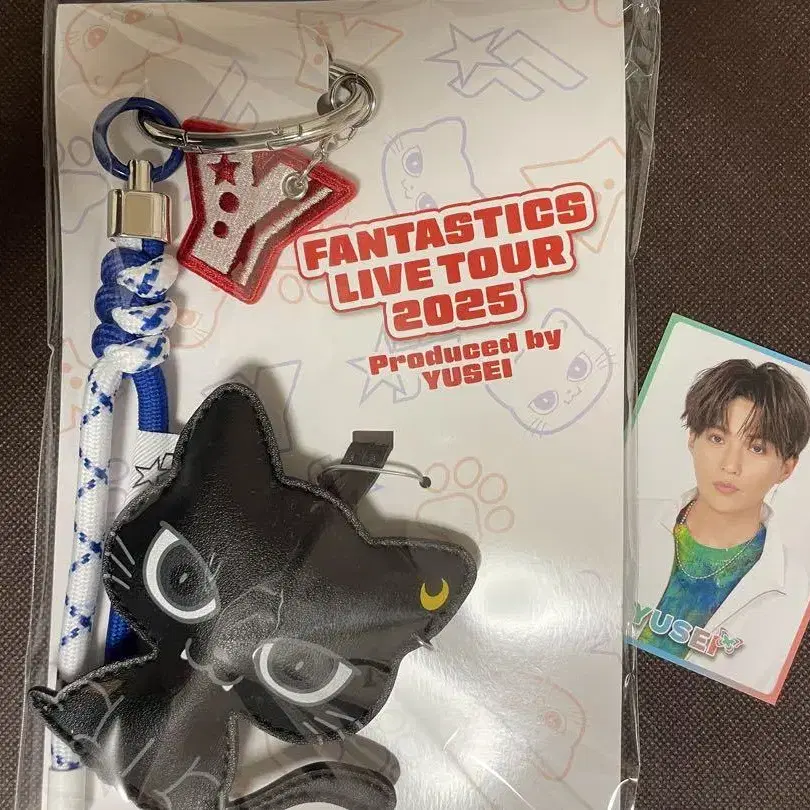 FANTASTICS
LIVE TOUR
2025
Produced by
YUSEI
YUSEI